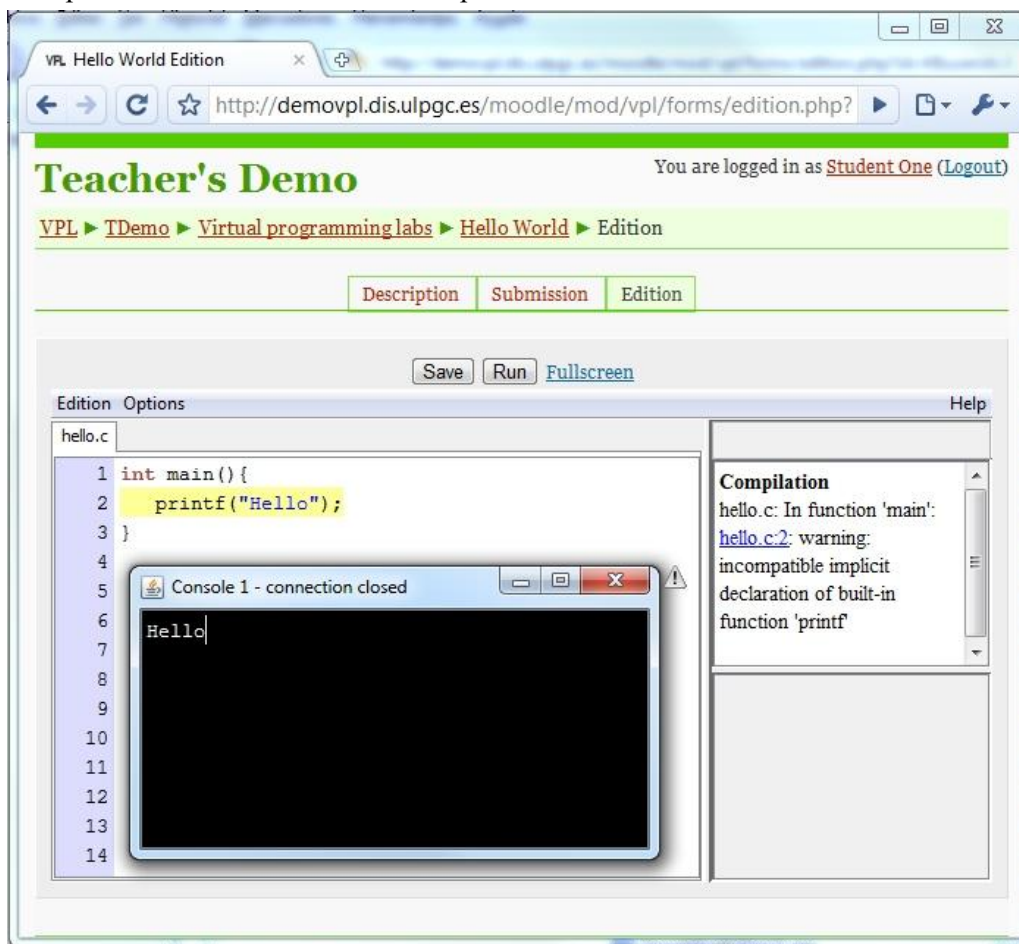 VPL Hello World Edition
http://demovpl.dis.ulpgc.es/moodle/mod/vpl/forms/edition.php?
Teacher's Demo
You are logged in as Student One (Logout)
VPL ► TDemo ► Virtual programming labs ► Hello World ► Edition
Description Submission Edition
Save Run Fullscreen
Edition Options Help
hello.c
1 int main(){
2 printf("Hello");
3 }
4
5
6
7
8
9
10
11
12
13
14
Console 1 - connection closed
Hello
Compilation
hello.c: In function 'main':
hello.c:2: warning:
incompatible implicit
declaration of built-in
function 'printf'